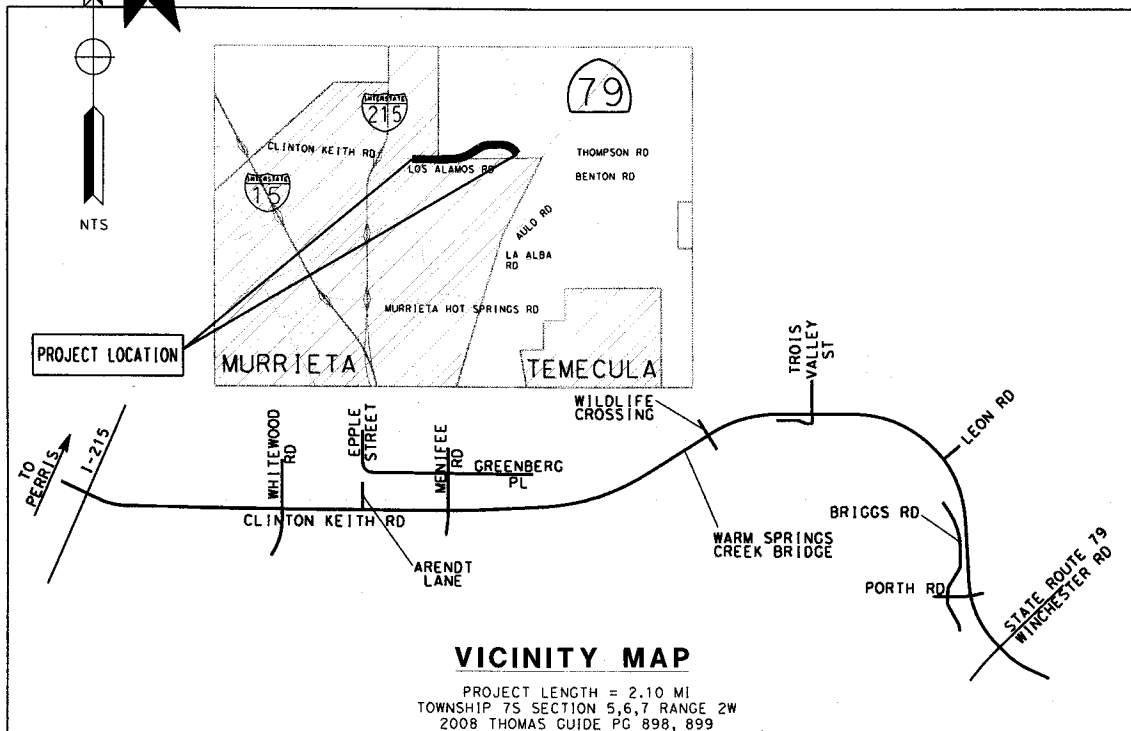 NTS
INTERSTATE
215
79
CLINTON KEITH RD
THOMPSON RD
LOS ALAMOS RD
BENTON RD
INTERSTATE
15
AULD RD
LA ALBA
RD
MURRIETA HOT SPRINGS RD
PROJECT LOCATION
MURRIETA
TEMECULA
TROIS
VALLEY
ST
WILDLIFE
CROSSING
LEON RD
TO
PERRIS
I-215
WHITEWOOD
RD
EPPLE
STREET
MENIFEE
RD
GREENBERG
PL
CLINTON KEITH RD
ARENDT
LANE
WARM SPRINGS
CREEK BRIDGE
BRIGGS RD
PORTH RD
STATE ROUTE 79
WINCHESTER RD
VICINITY MAP
PROJECT LENGTH = 2.10 MI
TOWNSHIP 7S SECTION 5,6,7 RANGE 2W
2008 THOMAS GUIDE PG 898, 899